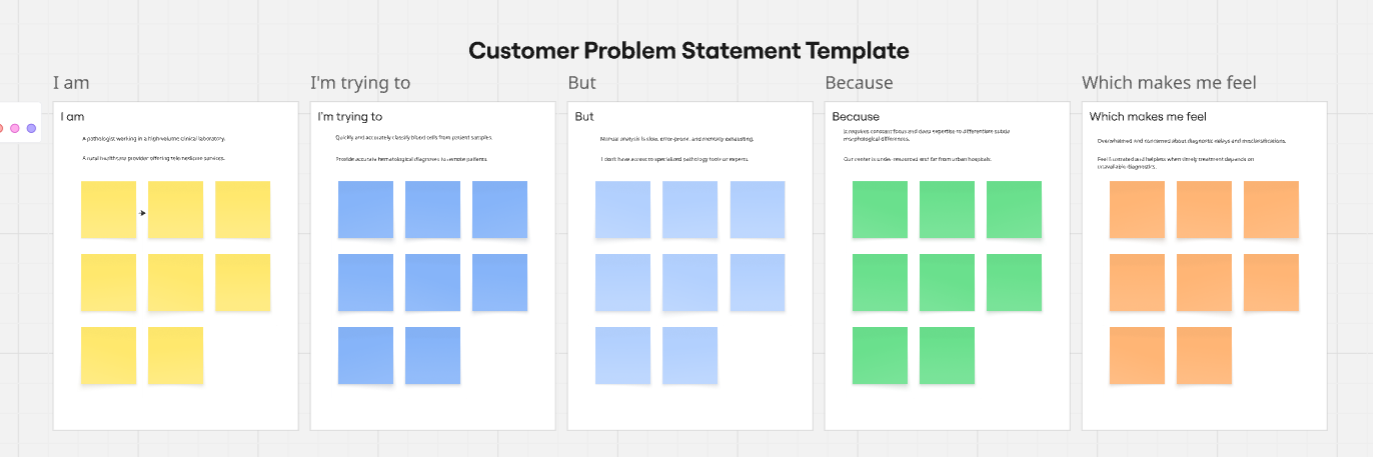 Customer Problem Statement Template
I am
I'm trying to
But
Because
Which makes me feel
I am
A pathologist working in a high-volume clinical laboratory.
A rural healthcare provider offering telemedicine services.
I'm trying to
Quickly and accurately classify blood cells from patient samples.
Provide accurate hematological diagnoses to remote patients.
But
Manual analysis is slow, error-prone, and mentally exhausting.
I don't have access to specialized pathology tools or experts.
Because
It requires constant focus and deep expertise to differentiate subtle
morphological differences.
Our center is under-resourced and far from urban hospitals.
Which makes me feel
Overwhelmed and concerned about diagnostic delays and misclassifications.
Feel frustrated and helpless when timely treatment depends on
unavailable diagnostics.